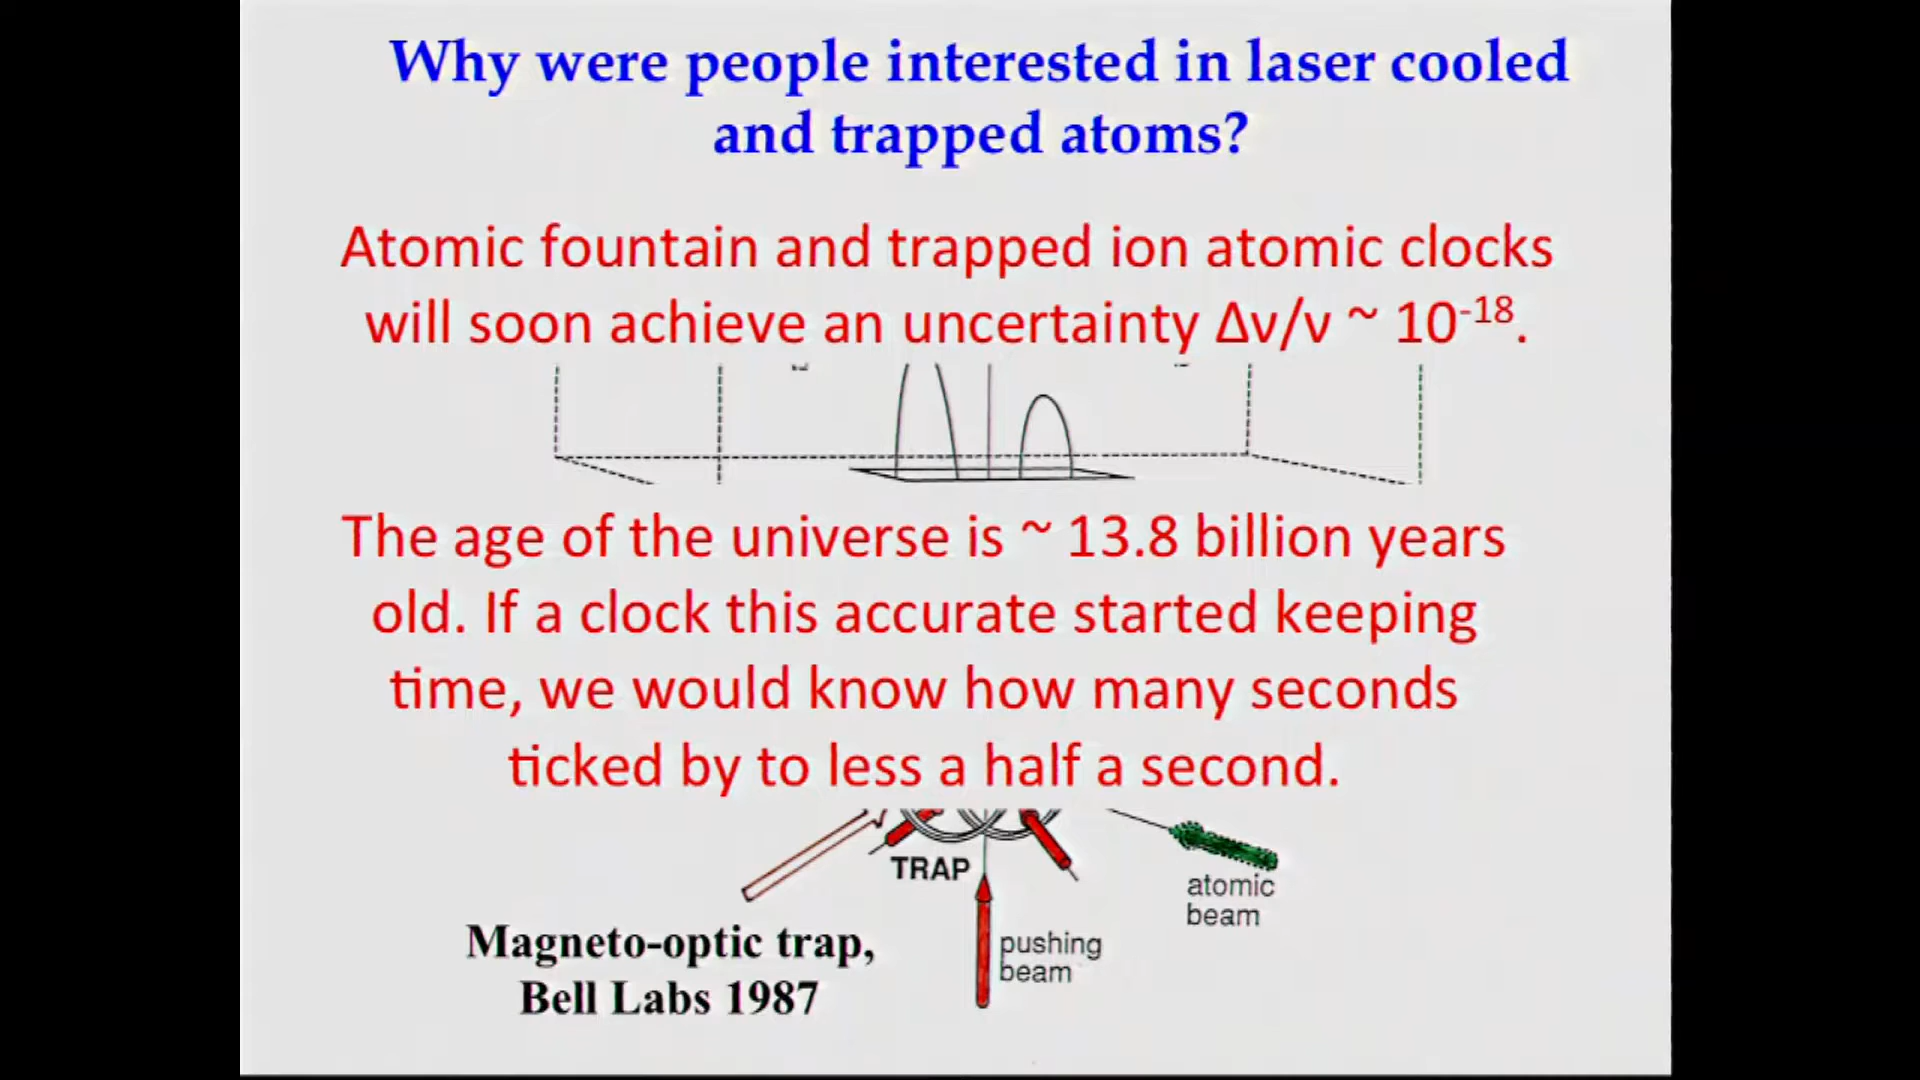 Why were people interested in laser cooled
and trapped atoms?
Atomic fountain and trapped ion atomic clocks
will soon achieve an uncertainty Δν/ν ~ 10⁻¹⁸.
The age of the universe is ~ 13.8 billion years
old. If a clock this accurate started keeping
time, we would know how many seconds
ticked by to less a half a second.
TRAP
atomic
beam
pushing
beam
Magneto-optic trap,
Bell Labs 1987